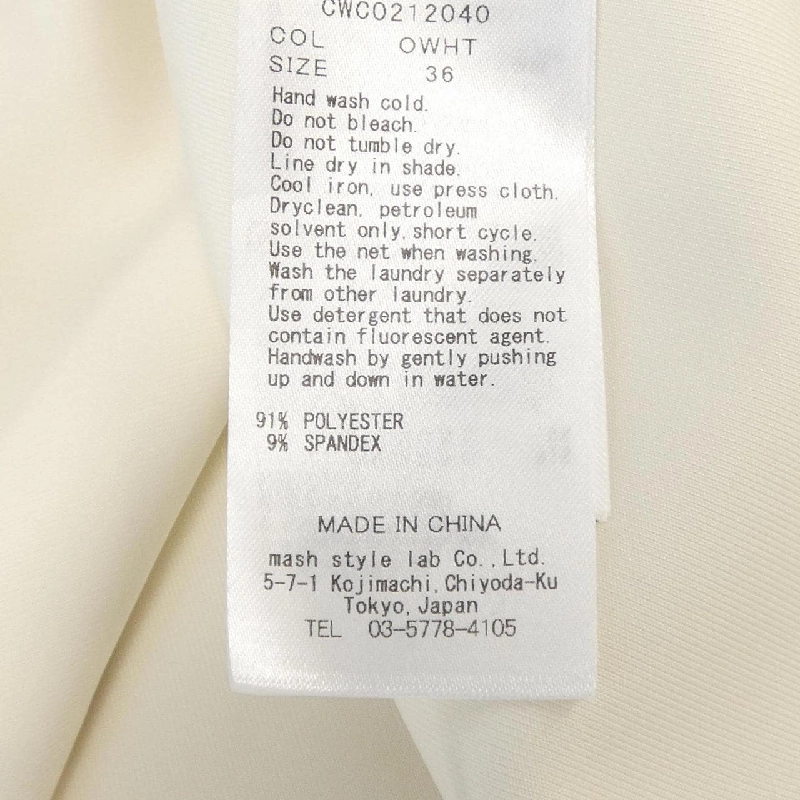 CWCO212040
COL OWHT
SIZE 36
Hand wash cold.
Do not bleach.
Do not tumble dry.
Line dry in shade.
Cool iron, use press cloth.
Dryclean, petroleum
solvent only, short cycle.
Use the net when washing.
Wash the laundry separately
from other laundry.
Use detergent that does not
contain fluorescent agent.
Handwash by gently pushing
up and down in water.
91% POLYESTER
9% SPANDEX
MADE IN CHINA
mash style lab Co., Ltd.
5-7-1 Kojimachi, Chiyoda-Ku
Tokyo, Japan
TEL 03-5778-4105